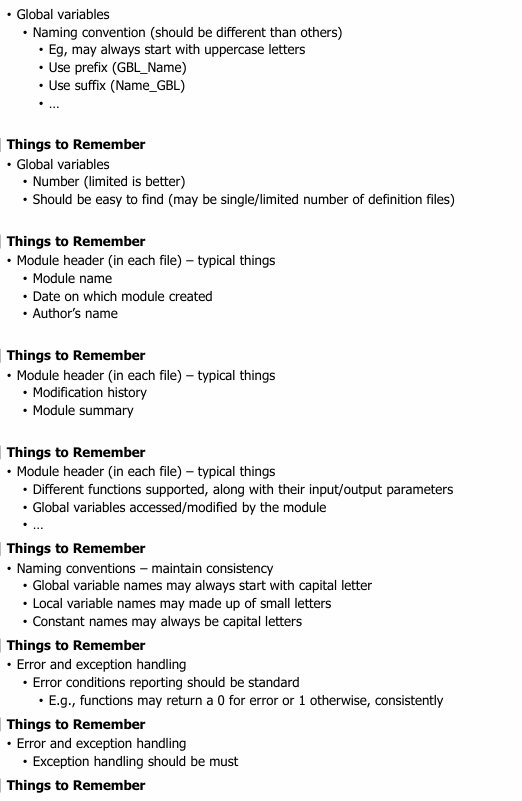 • Global variables
• Naming convention (should be different than others)
• Eg, may always start with uppercase letters
• Use prefix (GBL_Name)
• Use suffix (Name_GBL)
• ...
Things to Remember
• Global variables
• Number (limited is better)
• Should be easy to find (may be single/limited number of definition files)
Things to Remember
• Module header (in each file) – typical things
• Module name
• Date on which module created
• Author's name
Things to Remember
• Module header (in each file) – typical things
• Modification history
• Module summary
Things to Remember
• Module header (in each file) – typical things
• Different functions supported, along with their input/output parameters
• Global variables accessed/modified by the module
• ...
Things to Remember
• Naming conventions – maintain consistency
• Global variable names may always start with capital letter
• Local variable names may made up of small letters
• Constant names may always be capital letters
Things to Remember
• Error and exception handling
• Error conditions reporting should be standard
• E.g., functions may return a 0 for error or 1 otherwise, consistently
Things to Remember
• Error and exception handling
• Exception handling should be must
Things to Remember